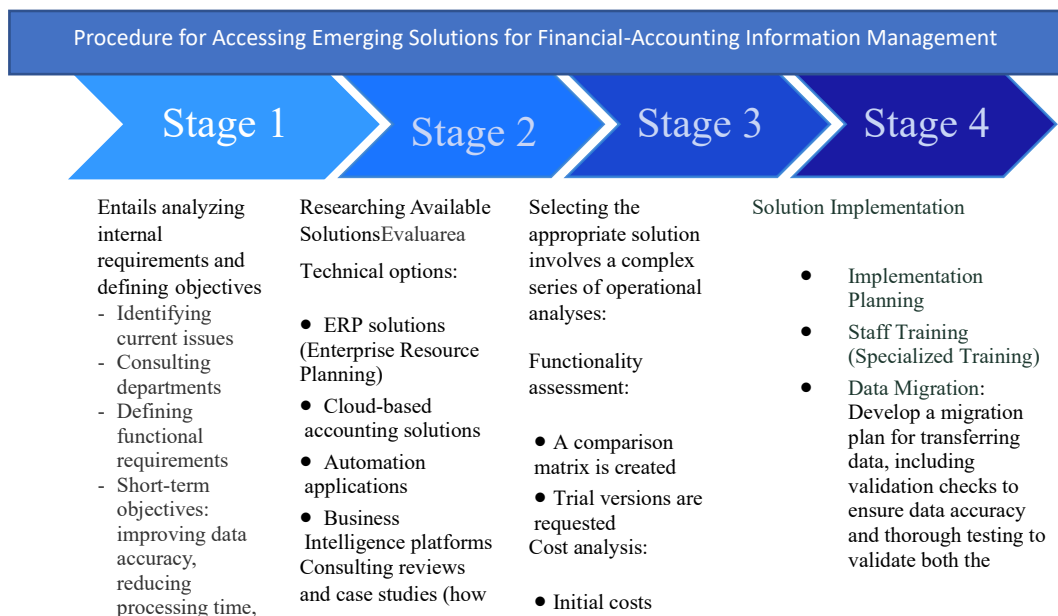 Procedure for Accessing Emerging Solutions for Financial-Accounting Information Management
Stage 1
Stage 2
Stage 3
Stage 4
Entails analyzing
internal
requirements and
defining objectives
- Identifying
current issues
- Consulting
departments
- Defining
functional
requirements
- Short-term
objectives:
improving data
accuracy,
reducing
processing time,
Researching Available
SolutionsEvaluarea
Technical options:
• ERP solutions
(Enterprise Resource
Planning)
• Cloud-based
accounting solutions
• Automation
applications
• Business
Intelligence platforms
Consulting reviews
and case studies (how
Selecting the
appropriate solution
involves a complex
series of operational
analyses:
Functionality
assessment:
• A comparison
matrix is created
• Trial versions are
requested
Cost analysis:
• Initial costs
Solution Implementation
• Implementation
Planning
• Staff Training
(Specialized Training)
• Data Migration:
Develop a migration
plan for transferring
data, including
validation checks to
ensure data accuracy
and thorough testing to
validate both the